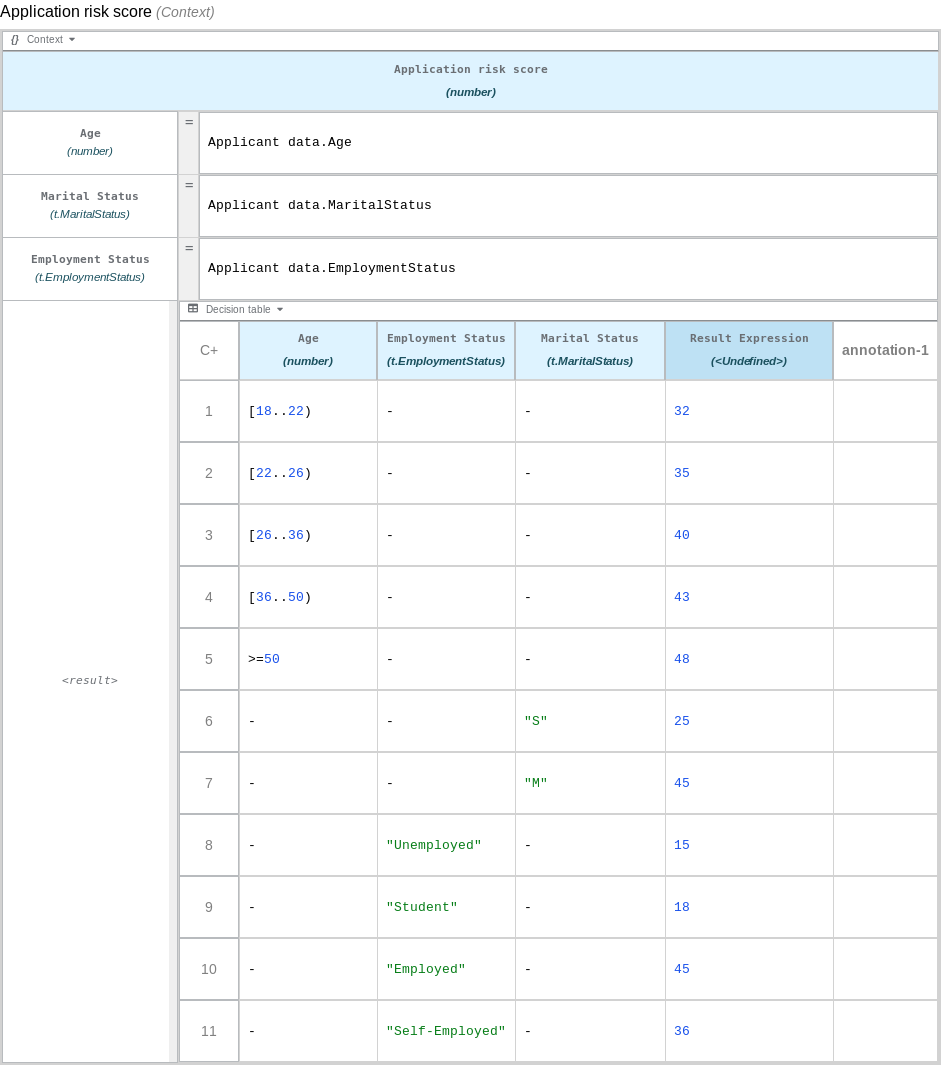 Application risk score (Context)
{} Context
Application risk score
(number)
Age
(number)
=
Applicant data.Age
Marital Status
(t.MaritalStatus)
=
Applicant data.MaritalStatus
Employment Status
(t.EmploymentStatus)
=
Applicant data.EmploymentStatus
<result>
Decision table
C+ Age Employment Status Marital Status Result Expression annotation-1
(number) (t.EmploymentStatus) (t.MaritalStatus) (<Undefined>)
1 [18..22) - - 32
2 [22..26) - - 35
3 [26..36) - - 40
4 [36..50) - - 43
5 >=50 - - 48
6 - - "S" 25
7 - - "M" 45
8 - "Unemployed" - 15
9 - "Student" - 18
10 - "Employed" - 45
11 - "Self-Employed" - 36